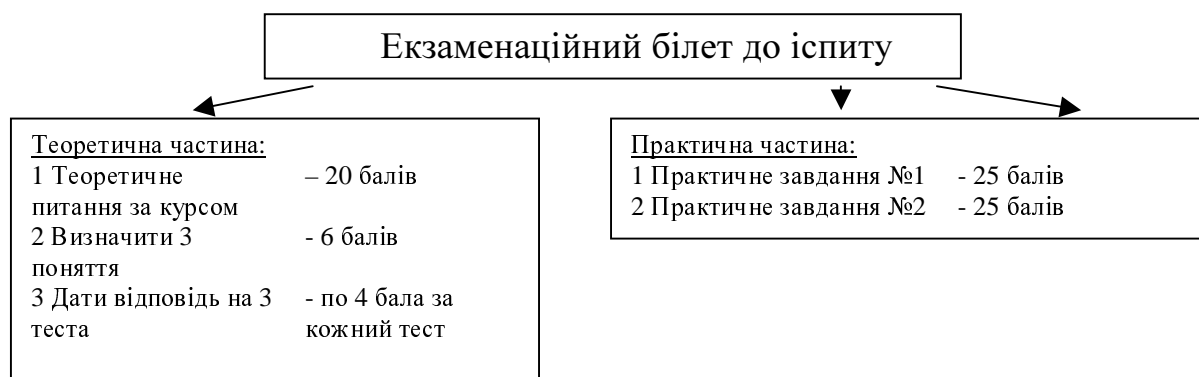 Екзаменаційний білет до іспиту
Теоретична частина:
1 Теоретичне – 20 балів
питання за курсом
2 Визначити 3 - 6 балів
поняття
3 Дати відповідь на 3 - по 4 бала за
теста кожний тест
Практична частина:
1 Практичне завдання №1 - 25 балів
2 Практичне завдання №2 - 25 балів